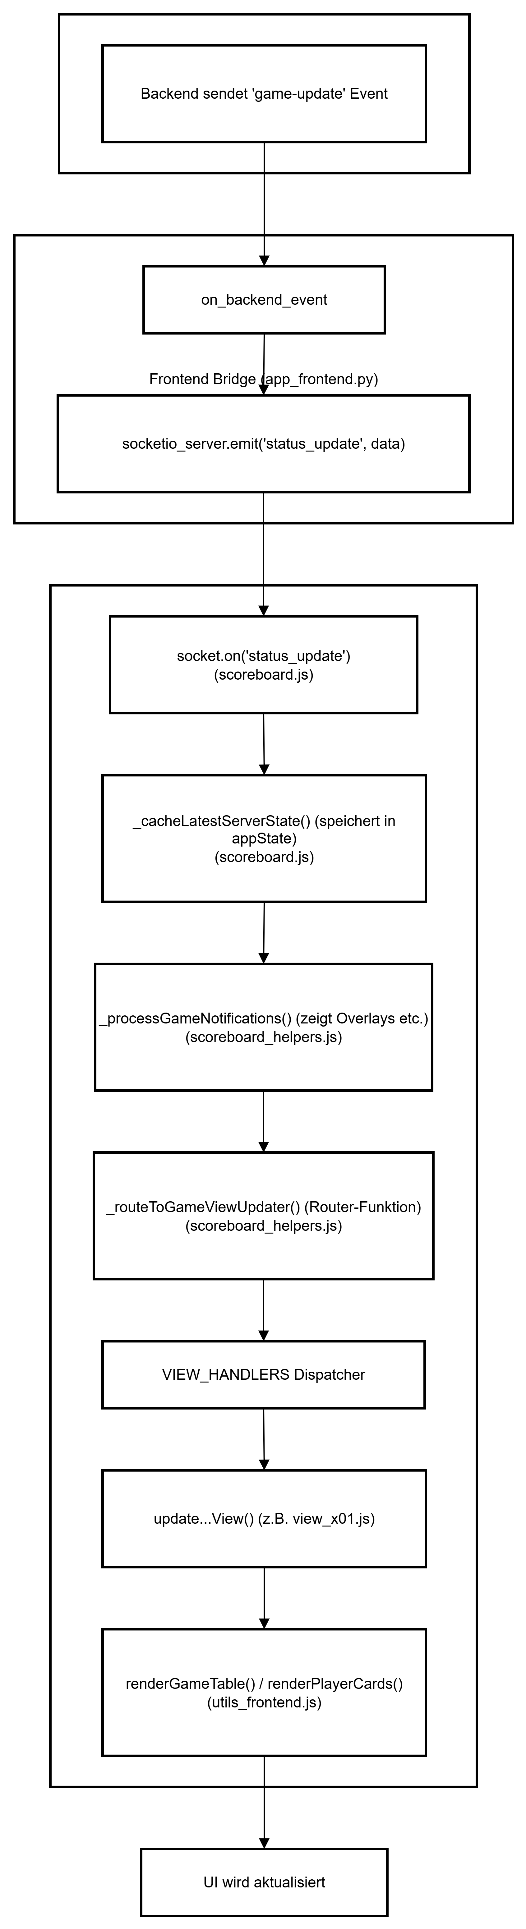 Backend sendet 'game-update' Event
on_backend_event
Frontend Bridge (app_frontend.py)
socketio_server.emit('status_update', data)
socket.on('status_update')
(scoreboard.js)
_cacheLatestServerState() (speichert in
appState)
(scoreboard.js)
_processGameNotifications() (zeigt Overlays etc.)
(scoreboard_helpers.js)
_routeToGameViewUpdater() (Router-Funktion)
(scoreboard_helpers.js)
VIEW_HANDLERS Dispatcher
update...View() (z.B. view_x01.js)
renderGameTable() / renderPlayerCards()
(utils_frontend.js)
UI wird aktualisiert